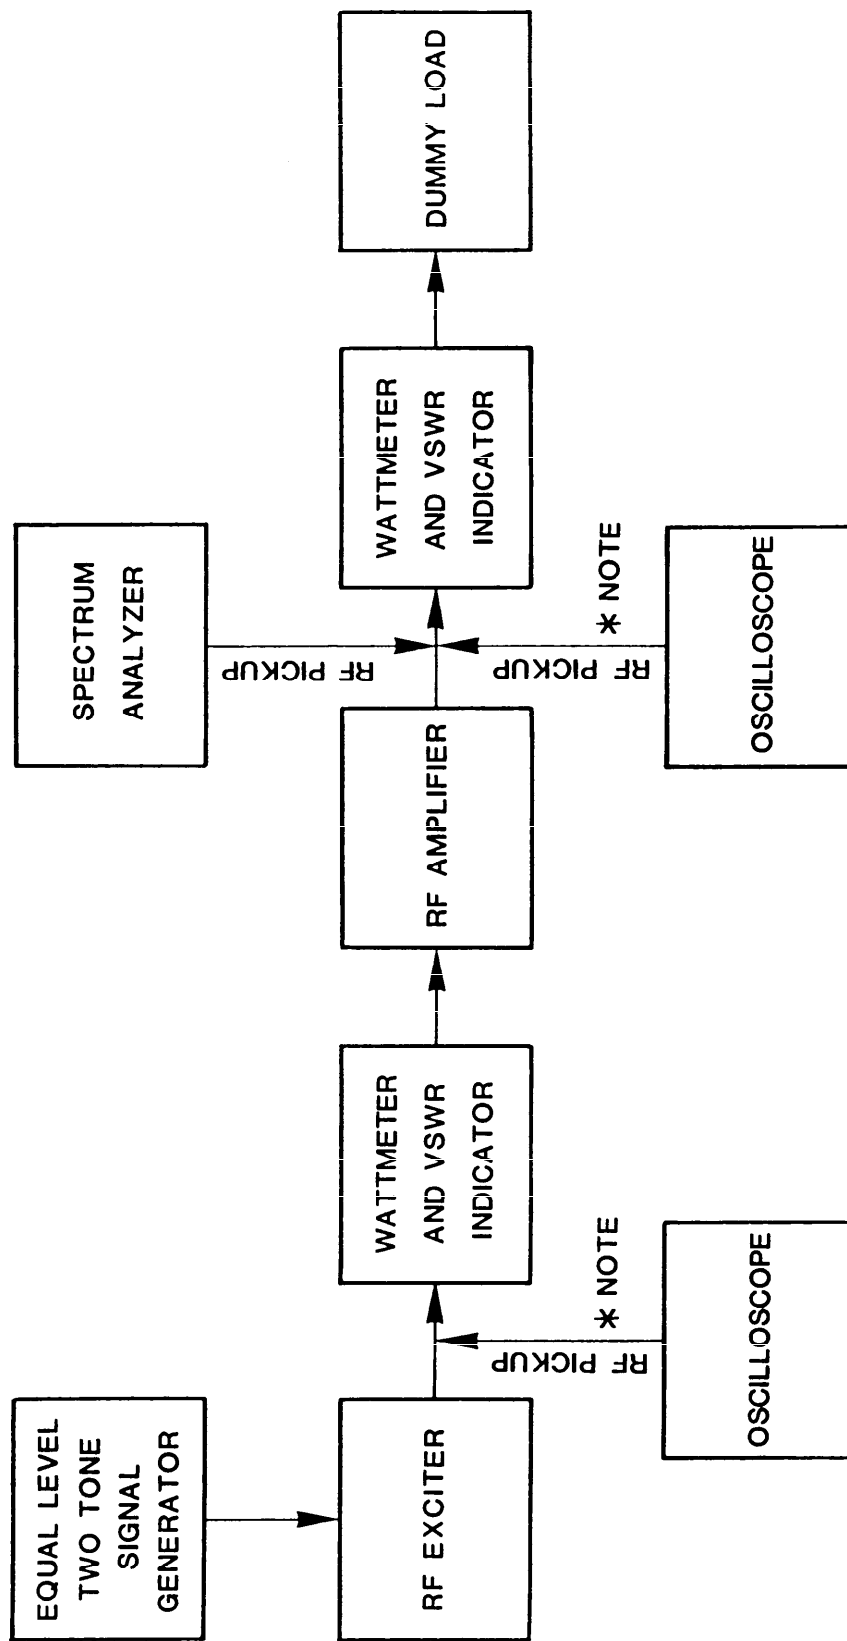 EQUAL LEVEL
TWO TONE
SIGNAL
GENERATOR
SPECTRUM
ANALYZER
RF PICKUP
RF EXCITER
WATTMETER
AND VSWR
INDICATOR
RF AMPLIFIER
WATTMETER
AND VSWR
INDICATOR
DUMMY LOAD
RF PICKUP
* NOTE
RF PICKUP
* NOTE
OSCILLOSCOPE
OSCILLOSCOPE